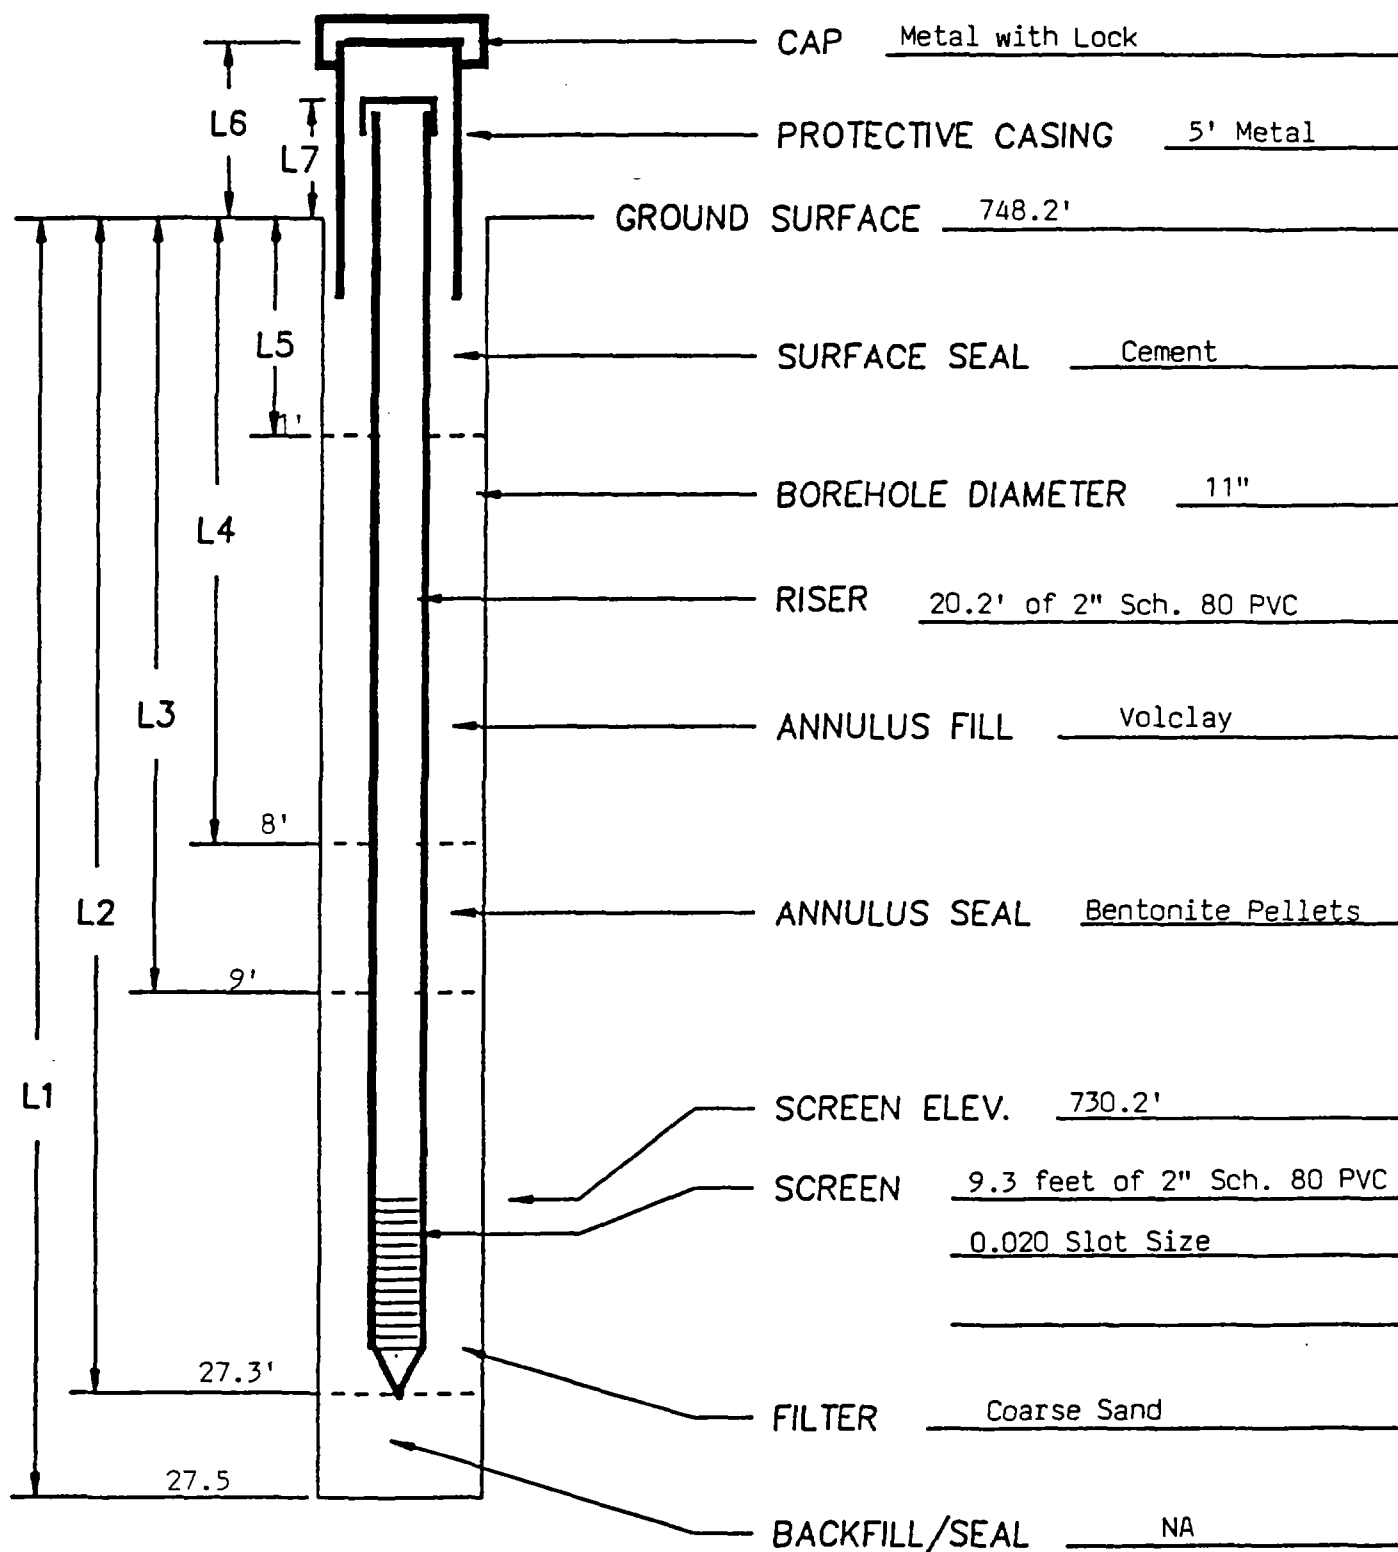 CAP Metal with Lock
L6
PROTECTIVE CASING 5' Metal
L7
GROUND SURFACE 748.2'
L5
SURFACE SEAL Cement
1'
BOREHOLE DIAMETER 11"
L4
RISER 20.2' of 2" Sch. 80 PVC
L3
ANNULUS FILL Volclay
8'
L2
ANNULUS SEAL Bentonite Pellets
9'
L1
SCREEN ELEV. 730.2'
SCREEN 9.3 feet of 2" Sch. 80 PVC
0.020 Slot Size
27.3'
FILTER Coarse Sand
27.5
BACKFILL/SEAL NA